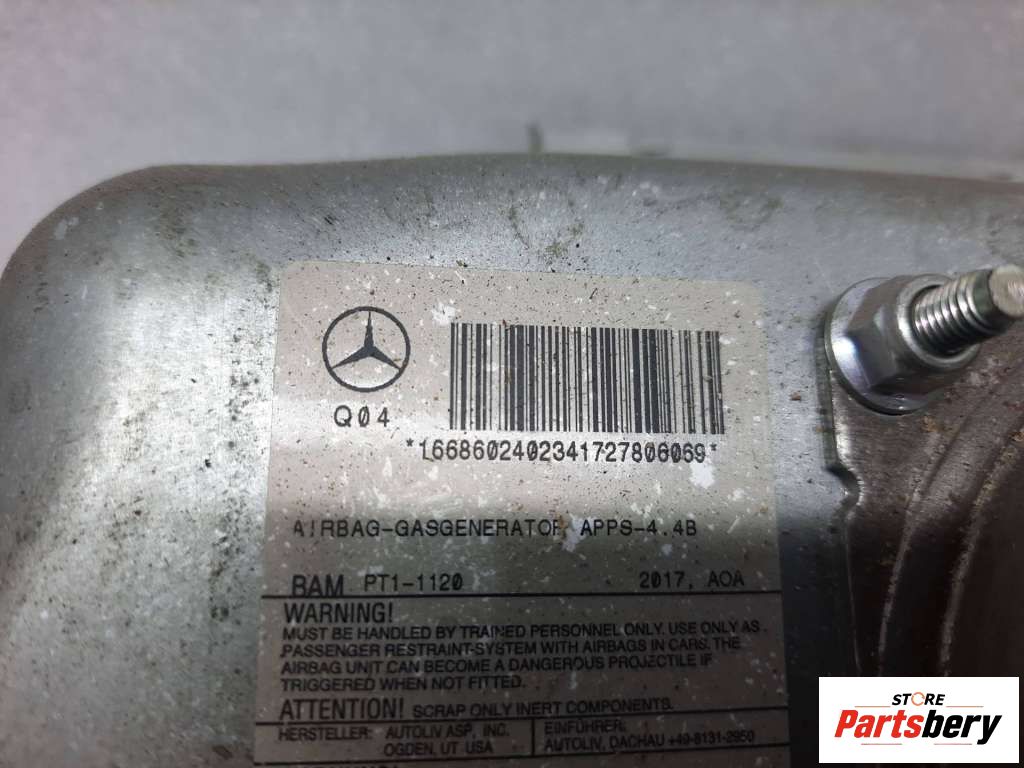 Q04
*166860240234172780606​9*
AIRBAG-GASGENERATOR APPS-4.4B
BAM PT1-1120 2017, AOA
WARNING!
MUST BE HANDLED BY TRAINED PERSONNEL ONLY. USE ONLY AS
PASSENGER RESTRAINT-SYSTEM WITH AIRBAGS IN CARS. THE
AIRBAG UNIT CAN BECOME A DANGEROUS PROJECTILE IF
TRIGGERED WHEN NOT FITTED.
ATTENTION! SCRAP ONLY INERT COMPONENTS.
HERSTELLER: AUTOLIV ASP, INC. EINFÜHRER:
OGDEN, UT USA AUTOLIV, DACHAU +49-8131-2950
STORE
Partsbery